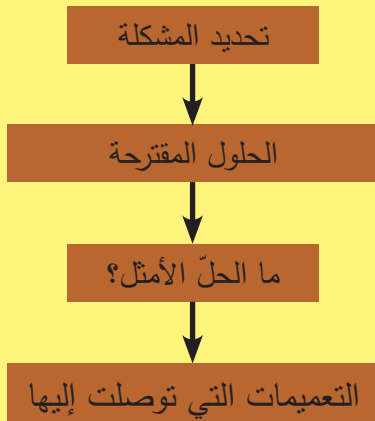 تحديد المشكلة
الحلول المقترحة
ما الحلّ الأمثل؟
التعميمات التي توصلت إليها